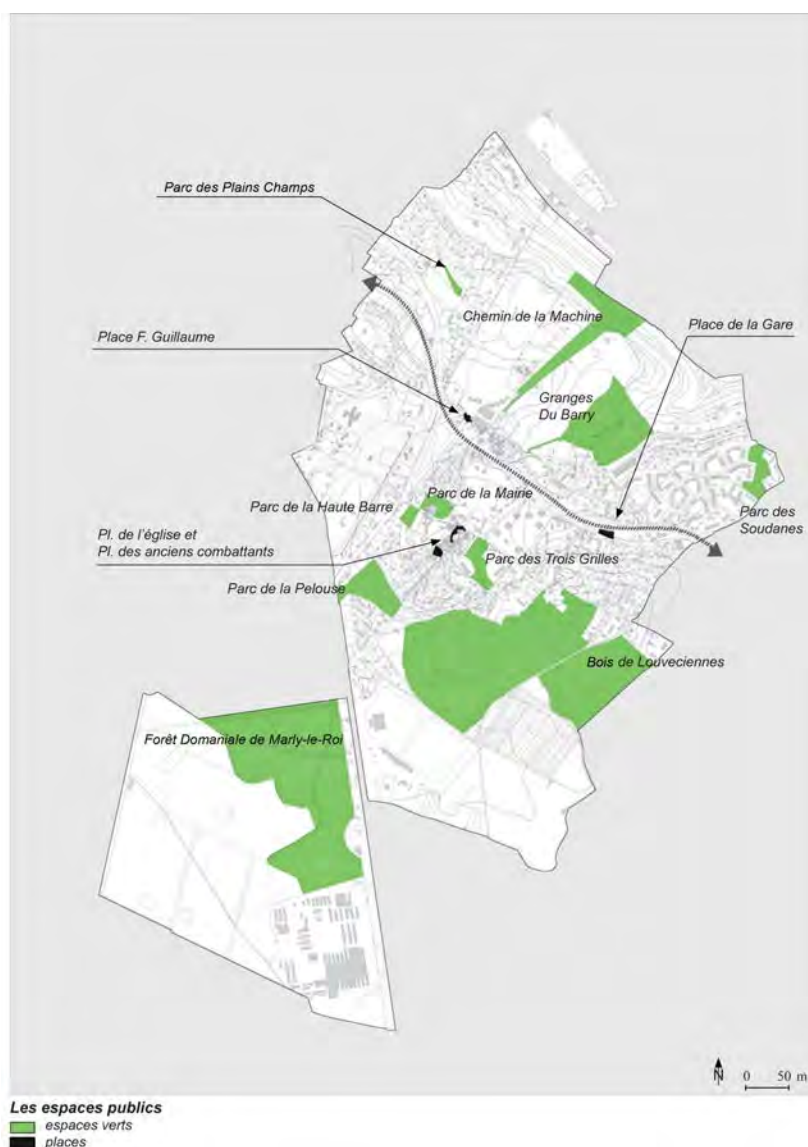 Parc des Plains Champs
Chemin de la Machine
Place de la Gare
Place F. Guillaume
Granges
Du Barry
Parc de la Mairie
Parc de la Haute Barre
Parc des
Soudanes
Pl. de l'église et
Pl. des anciens combattants
Parc des Trois Grilles
Parc de la Pelouse
Bois de Louveciennes
Forêt Domaniale de Marly-le-Roi
N 0 50 m
Les espaces publics
espaces verts
places